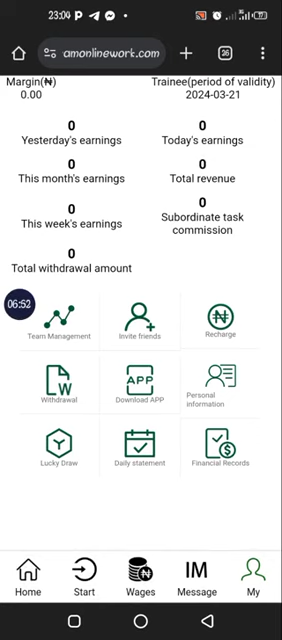 23:04
amonlinework.com
Margin(₦)
Trainee(period of validity)
0.00
2024-03-21
0
0
Yesterday's earnings
Today's earnings
0
0
This month's earnings
Total revenue
0
0
This week's earnings
Subordinate task
commission
0
Total withdrawal amount
06:52
Team Management
Invite friends
Recharge
W
APP
Withdrawal
Download APP
Personal
information
Lucky Draw
Daily statement
Financial Records
IM
Home
Start
Wages
Message
My